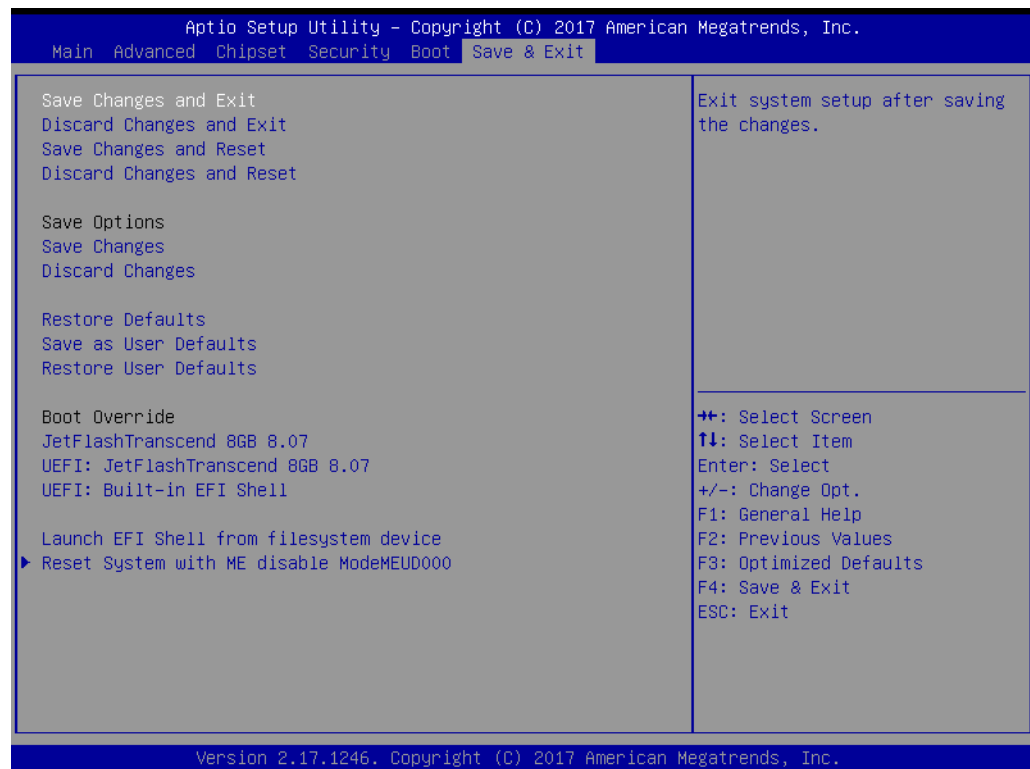 Aptio Setup Utility – Copyright (C) 2017 American Megatrends, Inc.
Main Advanced Chipset Security Boot Save & Exit
Save Changes and Exit
Discard Changes and Exit
Save Changes and Reset
Discard Changes and Reset
Save Options
Save Changes
Discard Changes
Restore Defaults
Save as User Defaults
Restore User Defaults
Boot Override
JetFlashTranscend 8GB 8.07
UEFI: JetFlashTranscend 8GB 8.07
UEFI: Built-in EFI Shell
Launch EFI Shell from filesystem device
▶ Reset System with ME disable ModeMEUD000
Exit system setup after saving
the changes.
→←: Select Screen
↑↓: Select Item
Enter: Select
+/-: Change Opt.
F1: General Help
F2: Previous Values
F3: Optimized Defaults
F4: Save & Exit
ESC: Exit
Version 2.17.1246. Copyright (C) 2017 American Megatrends, Inc.